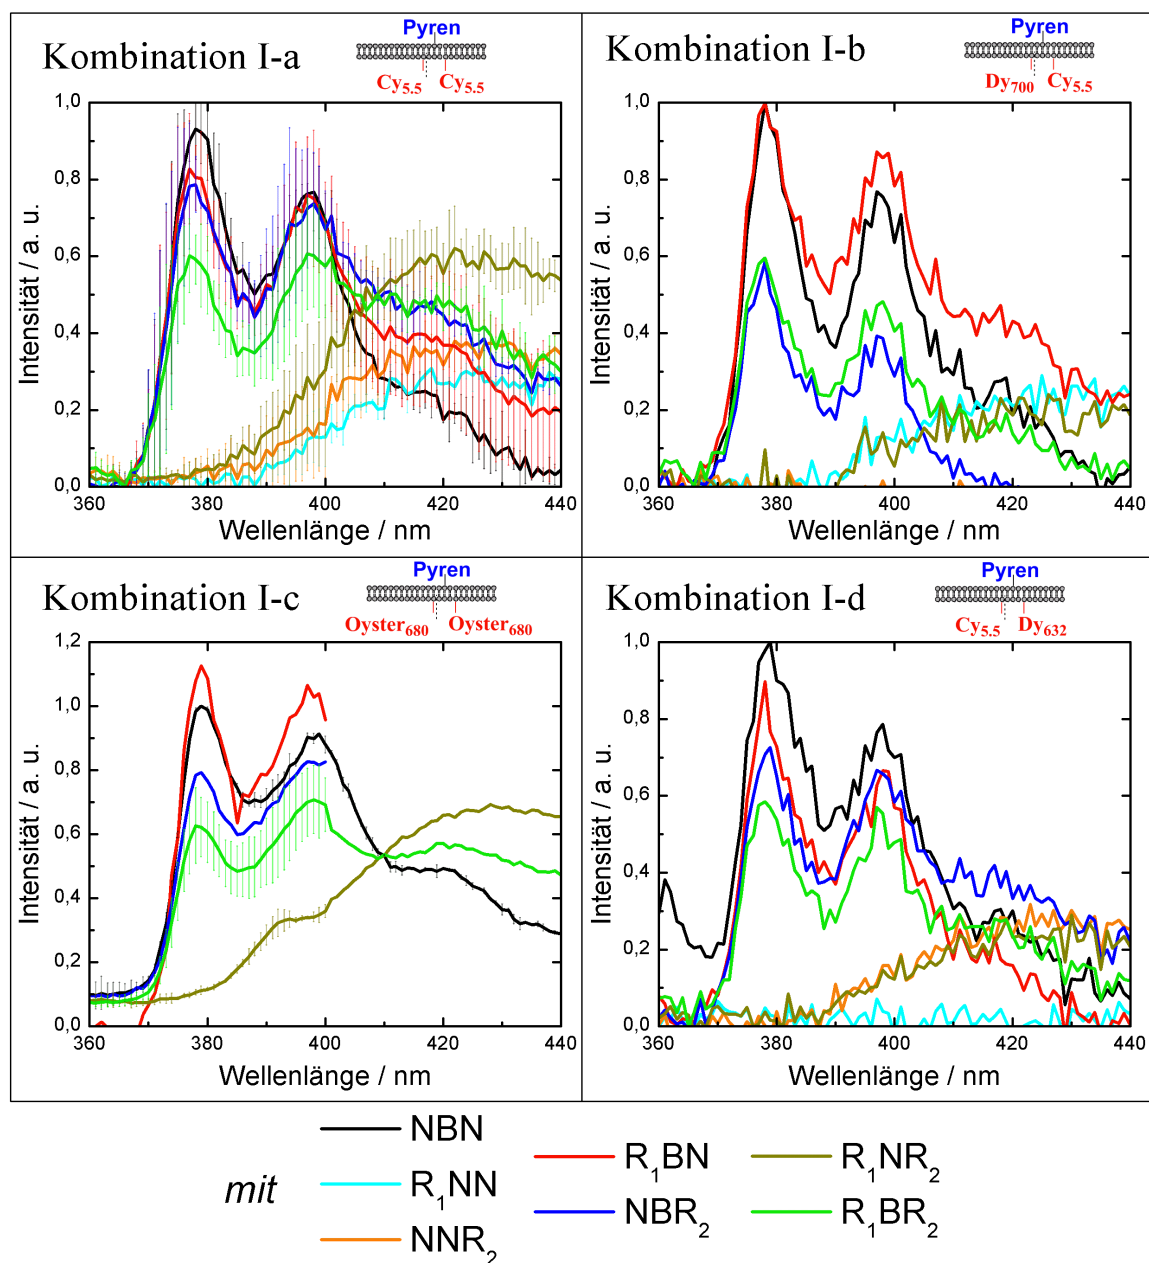 Kombination I-a
Pyren
Cy5.5 Cy5.5
Intensität / a. u.
1,0
0,8
0,6
0,4
0,2
0,0
360 380 400 420 440
Wellenlänge / nm
Kombination I-b
Pyren
Dy700 Cy5.5
Intensität / a. u.
1,0
0,8
0,6
0,4
0,2
0,0
360 380 400 420 440
Wellenlänge / nm
Kombination I-c
Pyren
Oyster680 Oyster680
Intensität / a. u.
1,2
1,0
0,8
0,6
0,4
0,2
0,0
360 380 400 420 440
Wellenlänge / nm
Kombination I-d
Pyren
Cy5.5 Dy632
Intensität / a. u.
1,0
0,8
0,6
0,4
0,2
0,0
360 380 400 420 440
Wellenlänge / nm
mit
NBN
R1NN
NNR2
R1BN
NBR2
R1NR2
R1BR2